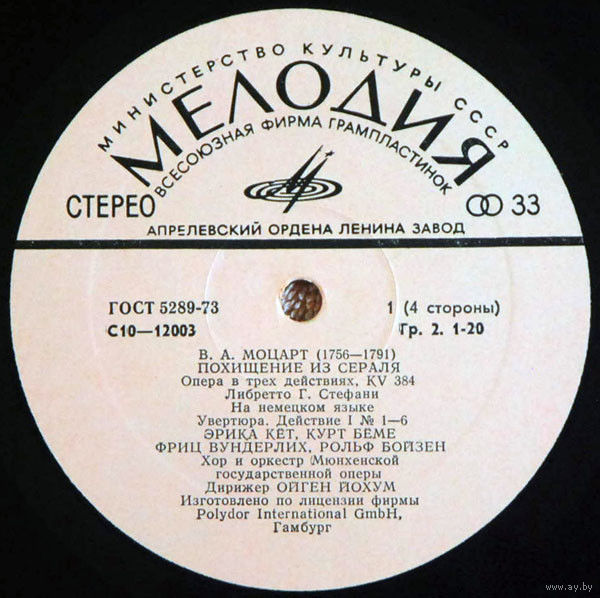 МИНИСТЕРСТВО КУЛЬТУРЫ СССР
МЕЛОДИЯ
ВСЕСОЮЗНАЯ ФИРМА ГРАМПЛАСТИНОК
СТЕРЕО 33
АПРЕЛЕВСКИЙ ОРДЕНА ЛЕНИНА ЗАВОД
ГОСТ 5289-73 1 (4 стороны)
С10—12003 Гр. 2. 1-20
В. А. МОЦАРТ (1756—1791)
ПОХИЩЕНИЕ ИЗ СЕРАЛЯ
Опера в трех действиях, KV 384
Либретто Г. Стефани
На немецком языке
Увертюра. Действие I № 1—6
ЭРИКА КЁТ, КУРТ БЁМЕ
ФРИЦ ВУНДЕРЛИХ, РОЛЬФ БОЙЗЕН
Хор и оркестр Мюнхенской
государственной оперы
Дирижер ОЙГЕН ЙОХУМ
Изготовлено по лицензии фирмы
Polydor International GmbH,
Гамбург
www.ay.by